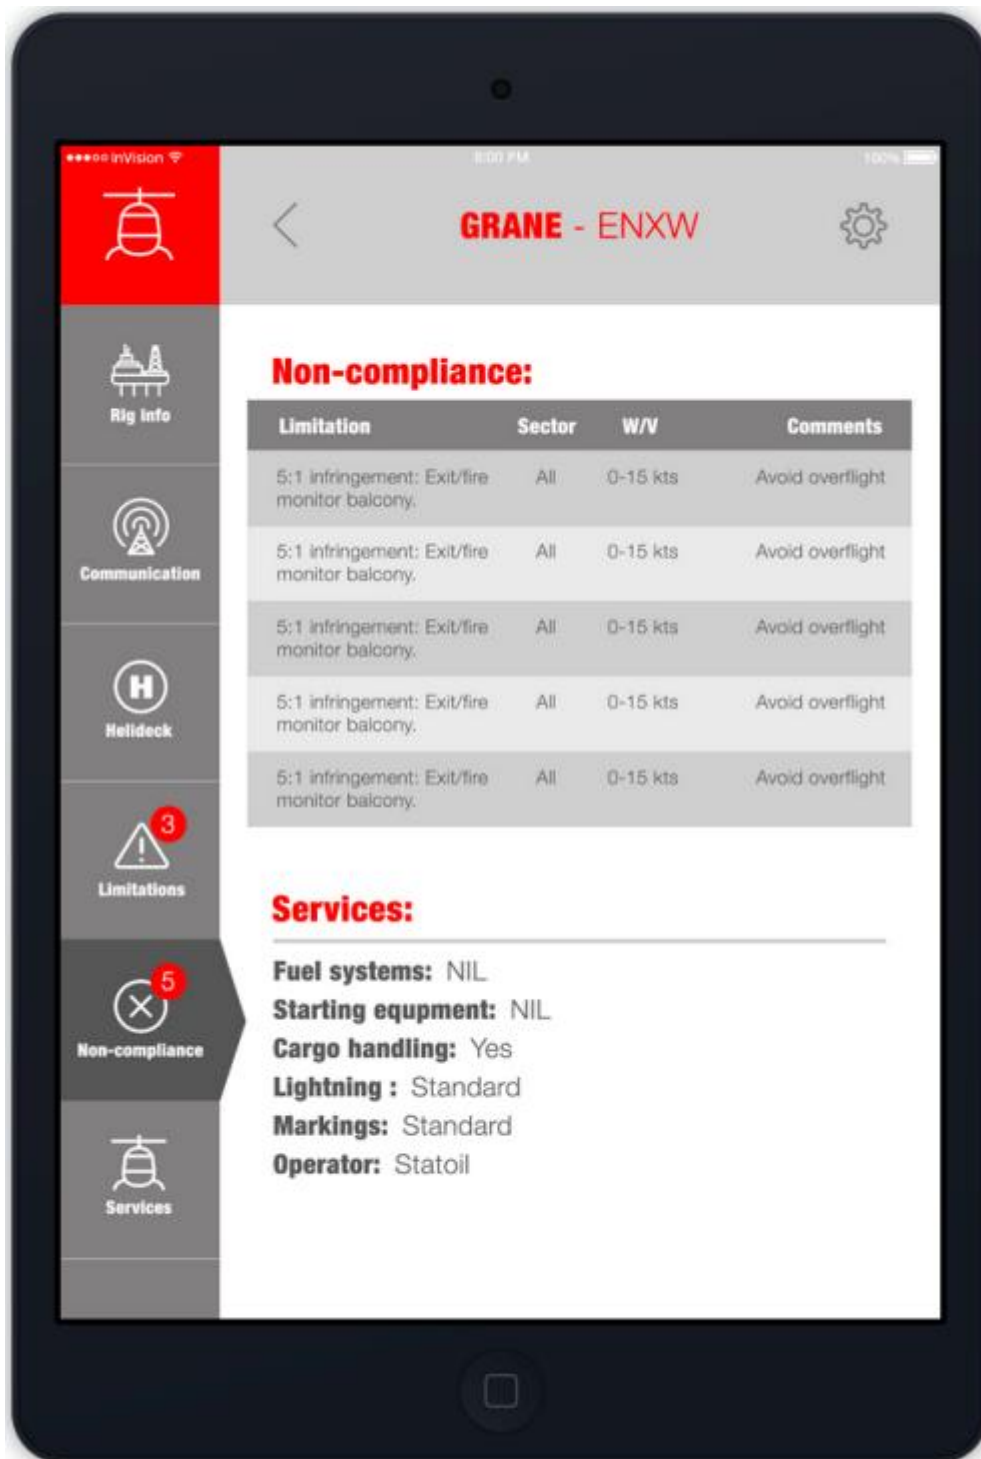 inVision
8:00 PM
100%
GRANE - ENXW
Rig Info
Communication
H
Helideck
3
Limitations
5
Non-compliance
Services
Non-compliance:
Limitation Sector W/V Comments
5:1 infringement: Exit/fire All 0-15 kts Avoid overflight
monitor balcony.
5:1 infringement: Exit/fire All 0-15 kts Avoid overflight
monitor balcony.
5:1 infringement: Exit/fire All 0-15 kts Avoid overflight
monitor balcony.
5:1 infringement: Exit/fire All 0-15 kts Avoid overflight
monitor balcony.
5:1 infringement: Exit/fire All 0-15 kts Avoid overflight
monitor balcony.
Services:
Fuel systems: NIL
Starting equpment: NIL
Cargo handling: Yes
Lightning : Standard
Markings: Standard
Operator: Statoil